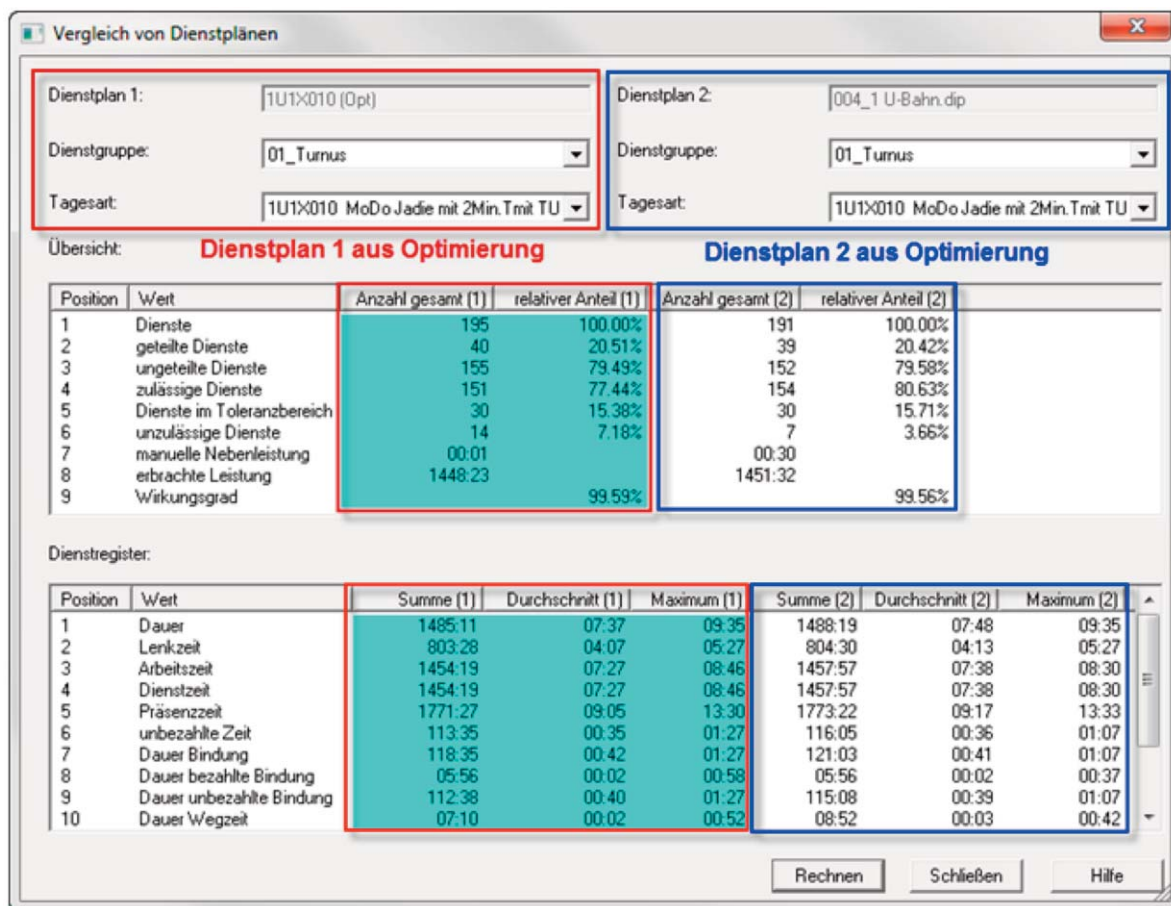 Vergleich von Dienstplänen
Dienstplan 1: 1U1X010 (Opt) Dienstplan 2: 004_1 U-Bahn.dip
Dienstgruppe: 01_Turnus Dienstgruppe: 01_Turnus
Tagesart: 1U1X010 MoDo Jadie mit 2Min.Tmit TU Tagesart: 1U1X010 MoDo Jadie mit 2Min.Tmit TU
Übersicht: Dienstplan 1 aus Optimierung Dienstplan 2 aus Optimierung
Position Wert Anzahl gesamt (1) relativer Anteil (1) Anzahl gesamt (2) relativer Anteil (2)
1 Dienste 195 100.00% 191 100.00%
2 geteilte Dienste 40 20.51% 39 20.42%
3 ungeteilte Dienste 155 79.49% 152 79.58%
4 zulässige Dienste 151 77.44% 154 80.63%
5 Dienste im Toleranzbereich 30 15.38% 30 15.71%
6 unzulässige Dienste 14 7.18% 7 3.66%
7 manuelle Nebenleistung 00:01 00:30
8 erbrachte Leistung 1448:23 1451:32
9 Wirkungsgrad 99.59% 99.56%
Dienstregister:
Position Wert Summe (1) Durchschnitt (1) Maximum (1) Summe (2) Durchschnitt (2) Maximum (2)
1 Dauer 1485:11 07:37 09:35 1488:19 07:48 09:35
2 Lenkzeit 803:28 04:07 05:27 804:30 04:13 05:27
3 Arbeitszeit 1454:19 07:27 08:46 1457:57 07:38 08:30
4 Dienstzeit 1454:19 07:27 08:46 1457:57 07:38 08:30
5 Präsenzzeit 1771:27 09:05 13:30 1773:22 09:17 13:33
6 unbezahlte Zeit 113:35 00:35 01:27 116:05 00:36 01:07
7 Dauer Bindung 118:35 00:42 01:27 121:03 00:41 01:07
8 Dauer bezahlte Bindung 05:56 00:02 00:58 05:56 00:02 00:37
9 Dauer unbezahlte Bindung 112:38 00:40 01:27 115:08 00:39 01:07
10 Dauer Wegzeit 07:10 00:02 00:52 08:52 00:03 00:42
Rechnen Schließen Hilfe